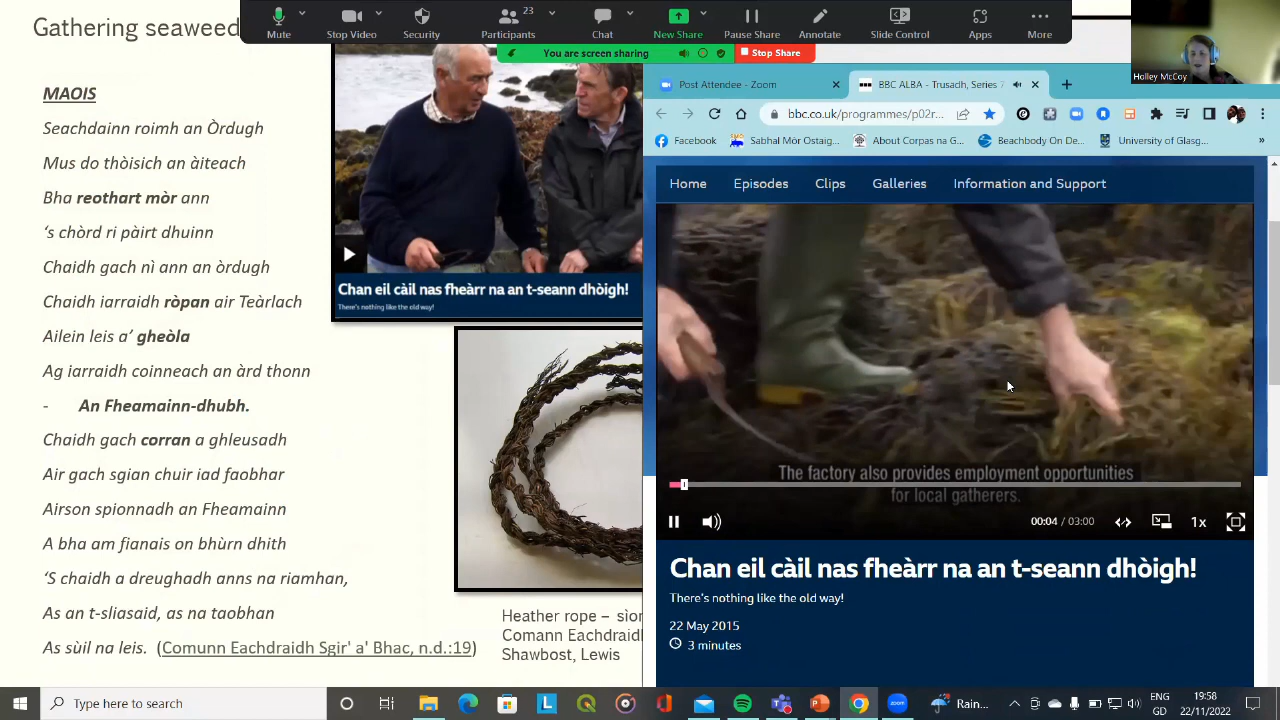 Gathering seaweed
MAOIS
Seachdainn roimh an Òrdugh
Mus do thòisich an àiteach
Bha reothart mòr ann
‘s chòrd ri pàirt dhuinn
Chaidh gach nì ann an òrdugh
Chaidh iarraidh ròpan air Teàrlach
Ailein leis a’ gheòla
Ag iarraidh coinneach an àrd thonn
- An Fheamainn-dhubh.
Chaidh gach corran a ghleusadh
Air gach sgian chuir iad faobhar
Airson spionnadh an Fheamainn
A bha am fianais on bhùrn dhith
‘S chaidh a dreughadh anns na riamhan,
As an t-sliasaid, as na taobhan
As sùil na leis. (Comunn Eachdraidh Sgir' a' Bhac, n.d.:19)
Chan eil càil nas fheàrr na an t-seann dhòigh!
There's nothing like the old way!
Heather rope – sìor
Comann Eachdraidh
Shawbost, Lewis
Mute
Stop Video
Security
23
Participants
Chat
New Share
Pause Share
Annotate
Slide Control
Apps
More
You are screen sharing
Stop Share
Holley McCoy
Post Attendee - Zoom
BBC ALBA - Trusadh, Series 7
bbc.co.uk/programmes/p02r...
Facebook
Sabhal Mòr Ostaig...
About Corpas na G...
Beachbody On De...
University of Glasg...
»
Home
Episodes
Clips
Galleries
Information and Support
The factory also provides employment opportunities
for local gatherers.
00:04 / 03:00
1x
Chan eil càil nas fheàrr na an t-seann dhòigh!
There's nothing like the old way!
22 May 2015
3 minutes
Type here to search
Rain...
ENG
GD
19:58
22/11/2022